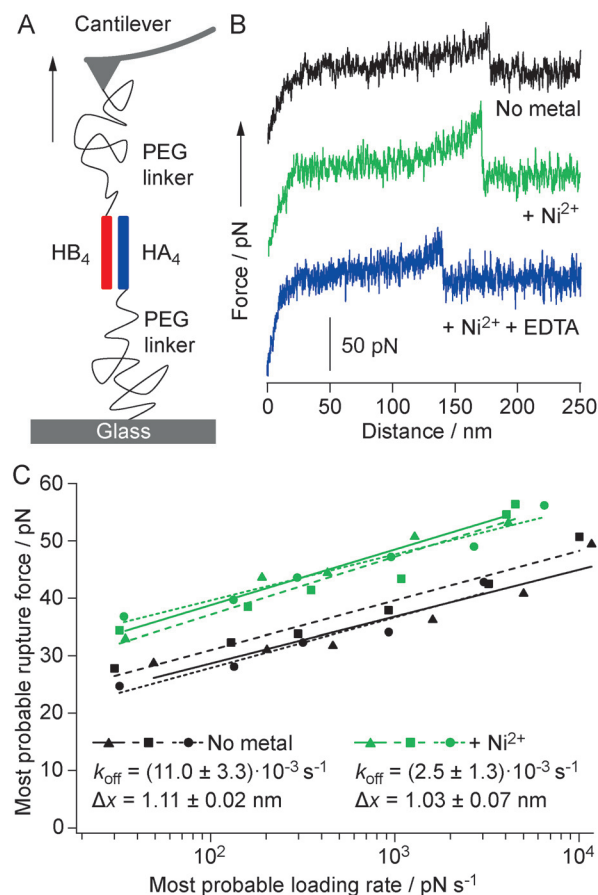 A
Cantilever
PEG
linker
HB₄
HA₄
PEG
linker
Glass
B
Force / pN
No metal
+ Ni²⁺
+ Ni²⁺ + EDTA
50 pN
0 50 100 150 200 250
Distance / nm
C
Most probable rupture force / pN
60
50
40
30
20
10
0
No metal
k_off = (11.0 ± 3.3)·10⁻³ s⁻¹
Δx = 1.11 ± 0.02 nm
+ Ni²⁺
k_off = (2.5 ± 1.3)·10⁻³ s⁻¹
Δx = 1.03 ± 0.07 nm
10² 10³ 10⁴
Most probable loading rate / pN s⁻¹